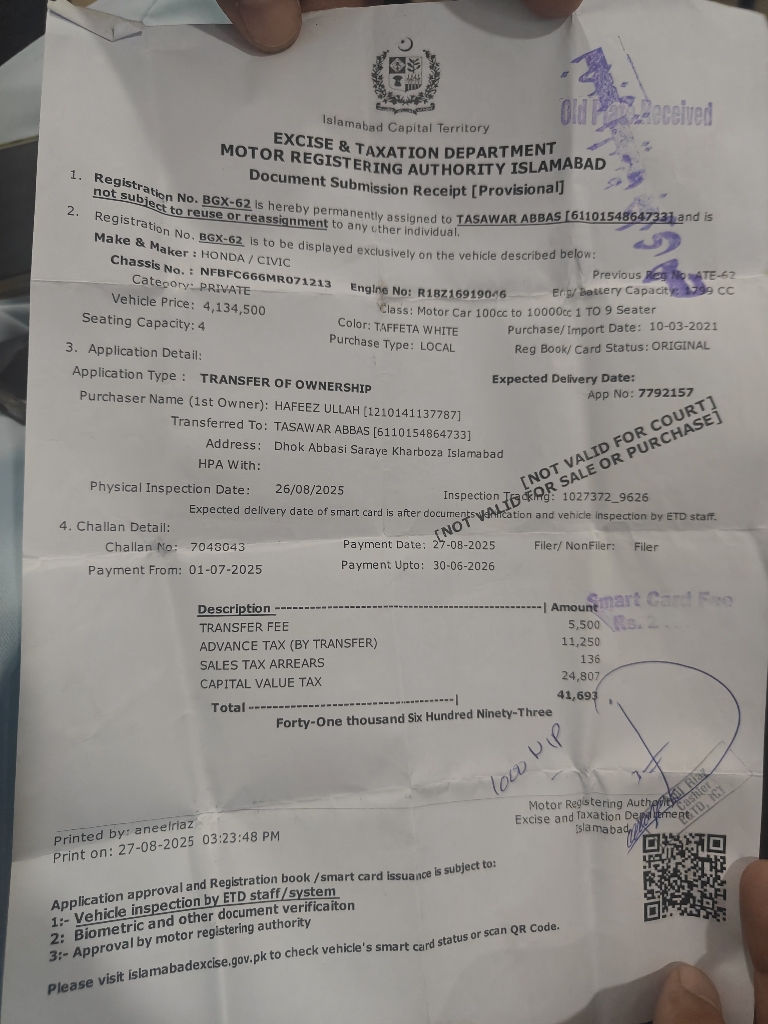 Old Plate Received
Islamabad Capital Territory
EXCISE & TAXATION DEPARTMENT
MOTOR REGISTERING AUTHORITY ISLAMABAD
Document Submission Receipt [Provisional]
1. Registration No. BGX-62 is hereby permanently assigned to TASAWAR ABBAS [6110154864733] and is
not subject to reuse or reassignment to any other individual.
2. Registration No. BGX-62 is to be displayed exclusively on the vehicle described below:
Make & Maker : HONDA / CIVIC Previous Reg No: ATE-62
Chassis No. : NFBFC666MR071213 Engine No: R18Z16919046 Eng/ Battery Capacity: 1799 CC
Category: PRIVATE Class: Motor Car 100cc to 10000cc 1 TO 9 Seater
Vehicle Price: 4,134,500 Color: TAFFETA WHITE Purchase/ Import Date: 10-03-2021
Seating Capacity: 4 Purchase Type: LOCAL Reg Book/ Card Status: ORIGINAL
3. Application Detail:
Application Type : TRANSFER OF OWNERSHIP Expected Delivery Date:
App No: 7792157
Purchaser Name (1st Owner): HAFEEZ ULLAH [1210141137787]
Transferred To: TASAWAR ABBAS [6110154864733]
Address: Dhok Abbasi Saraye Kharboza Islamabad
HPA With:
[NOT VALID FOR COURT]
[NOT VALID FOR SALE OR PURCHASE]
Physical Inspection Date: 26/08/2025 Inspection Tracking: 1027372_9626
Expected delivery date of smart card is after documents verification and vehicle inspection by ETD staff.
4. Challan Detail:
Challan No: 7048043 Payment Date: 27-08-2025 Filer/ NonFiler: Filer
Payment From: 01-07-2025 Payment Upto: 30-06-2026
Smart Card Fee
Rs.
Description ---------------------------------------------------| Amount
TRANSFER FEE 5,500
ADVANCE TAX (BY TRANSFER) 11,250
SALES TAX ARREARS 136
CAPITAL VALUE TAX 24,807
Total -----------------------------------| 41,693
Forty-One thousand Six Hundred Ninety-Three
1000 N/P
Motor Registering Authority
Excise and Taxation Department
Islamabad
Riaz
Cashier
Printed by: aneelriaz
Print on: 27-08-2025 03:23:48 PM
Application approval and Registration book /smart card issuance is subject to:
1:- Vehicle inspection by ETD staff/system
2: Biometric and other document verificaiton
3:- Approval by motor registering authority
Please visit islamabadexcise.gov.pk to check vehicle's smart card status or scan QR Code.